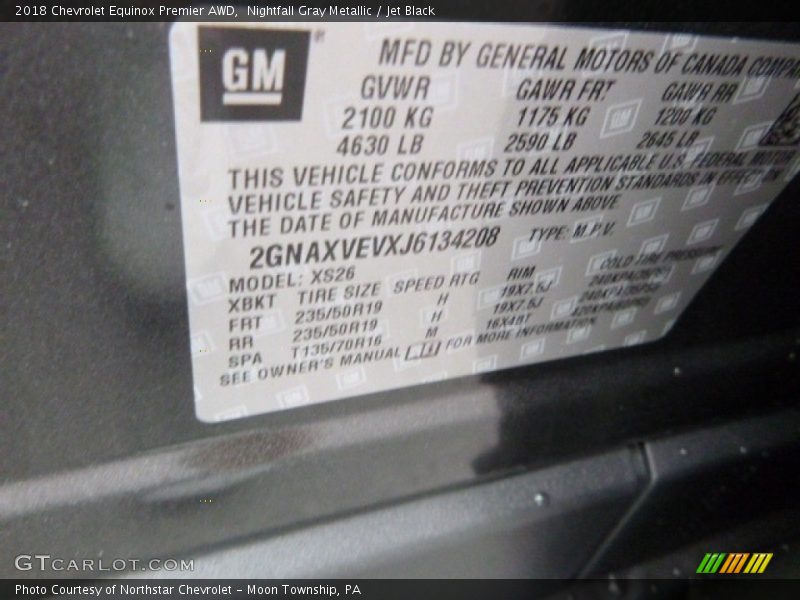 2018 Chevrolet Equinox Premier AWD,  Nightfall Gray Metallic / Jet Black
GM
MFD BY GENERAL MOTORS OF CANADA COMPA
GVWR GAWR FRT GAWR RR
2100 KG 1175 KG 1200 KG
4630 LB 2590 LB 2645 LB
THIS VEHICLE CONFORMS TO ALL APPLICABLE U.S. FEDERAL MOTOR
VEHICLE SAFETY AND THEFT PREVENTION STANDARDS IN EFFECT ON
THE DATE OF MANUFACTURE SHOWN ABOVE
2GNAXVEVXJ6134208 TYPE: M.P.V.
MODEL: XS26
XBKT TIRE SIZE SPEED RTG RIM COLD TIRE PRESSURE
FRT 235/50R19 H 19X7.5J
RR 235/50R19 H 19X7.5J
SPA T135/70R16 M 16X4BT
SEE OWNER'S MANUAL FOR MORE INFORMATION
GTCARLOT.COM
Photo Courtesy of Northstar Chevrolet – Moon Township, PA